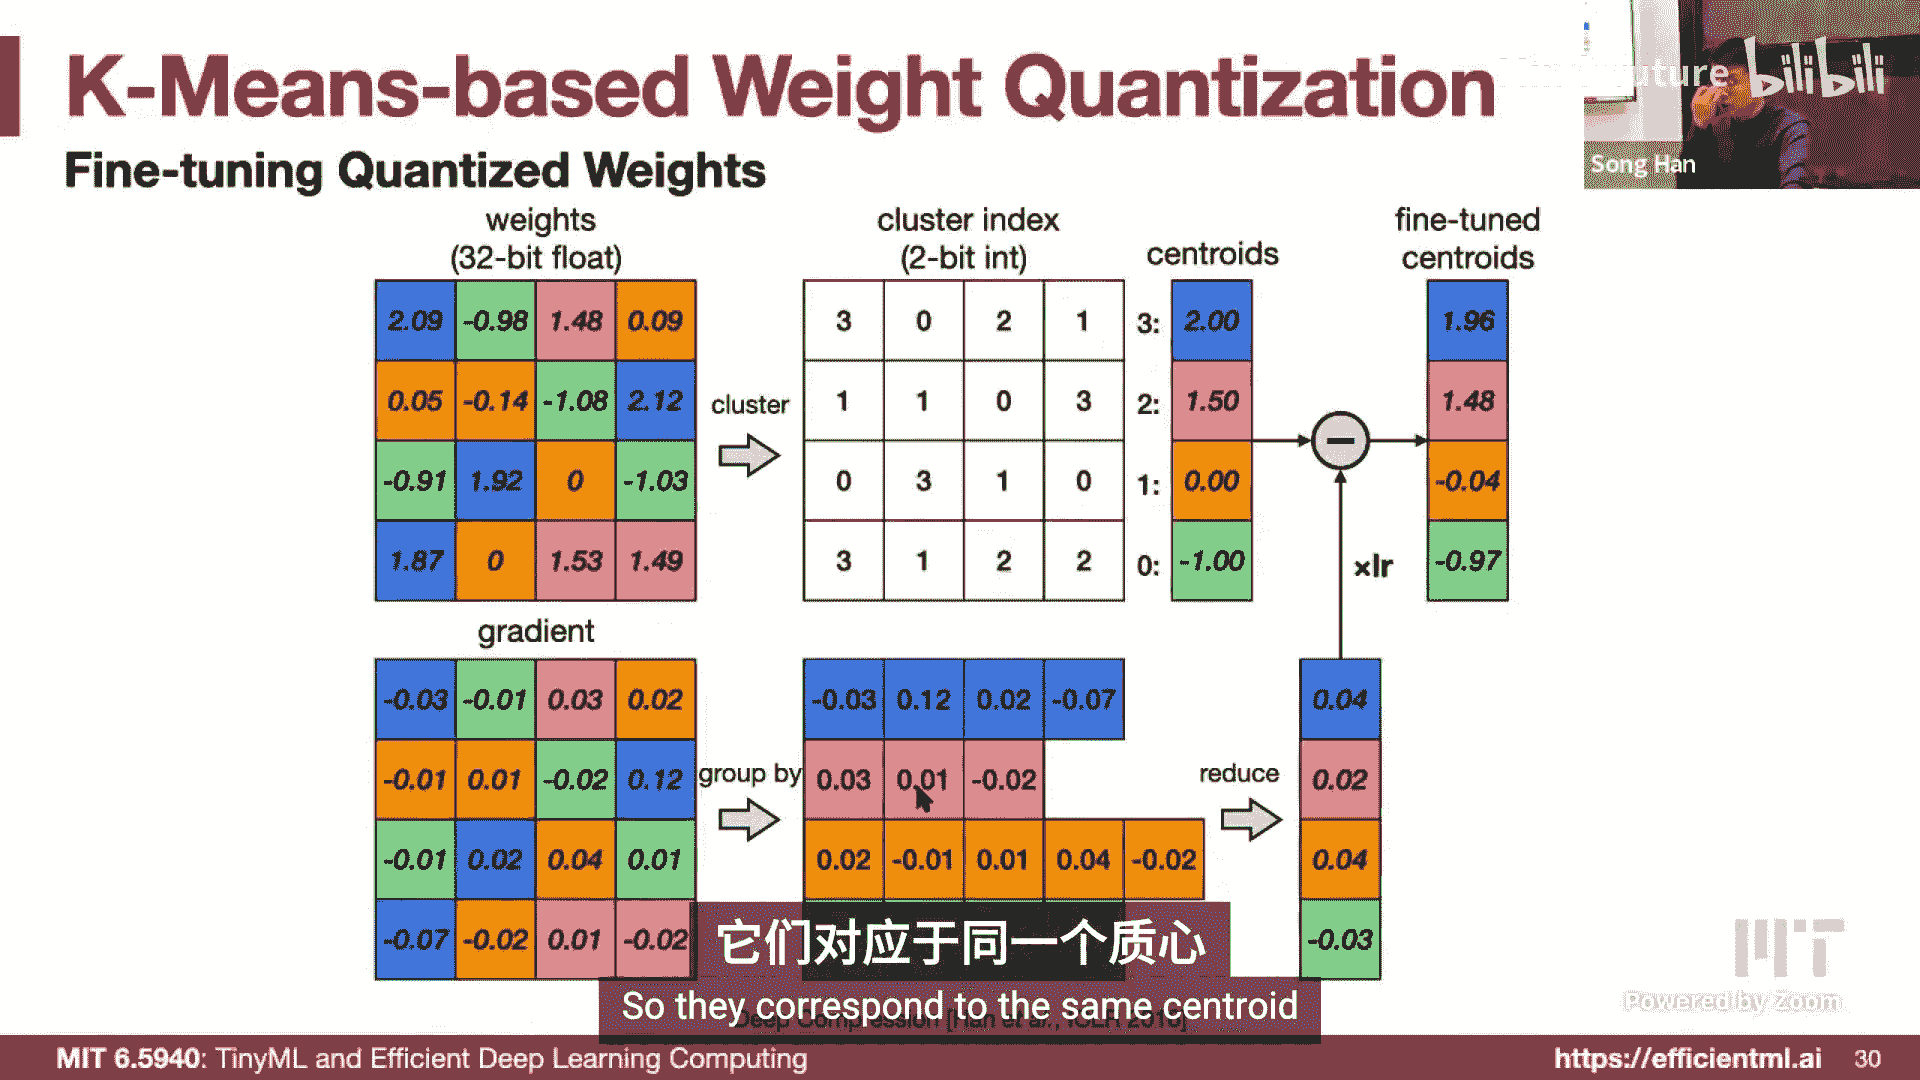 K-Means-based Weight Quantization
uture bilibili
Song Han
Fine-tuning Quantized Weights
weights
(32-bit float)
cluster index
(2-bit int)
centroids
fine-tuned
centroids
2.09 -0.98 1.48 0.09
0.05 -0.14 -1.08 2.12
-0.91 1.92 0 -1.03
1.87 0 1.53 1.49
cluster
3 0 2 1
1 1 0 3
0 3 1 0
3 1 2 2
3: 2.00
2: 1.50
1: 0.00
0: -1.00
×lr
1.96
1.48
-0.04
-0.97
gradient
-0.03 -0.01 0.03 0.02
-0.01 0.01 -0.02 0.12
-0.01 0.02 0.04 0.01
-0.07 -0.02 0.01 -0.02
group by
-0.03 0.12 0.02 -0.07
0.03 0.01 -0.02
0.02 -0.01 0.01 0.04 -0.02
reduce
0.04
0.02
0.04
-0.03
它们对应于同一个质心
So they correspond to the same centroid
Deep Compression [Han et al., ICLR 2016]
MIT
Powered by Zoom
MIT 6.5940: TinyML and Efficient Deep Learning Computing
https://efficientml.ai 30